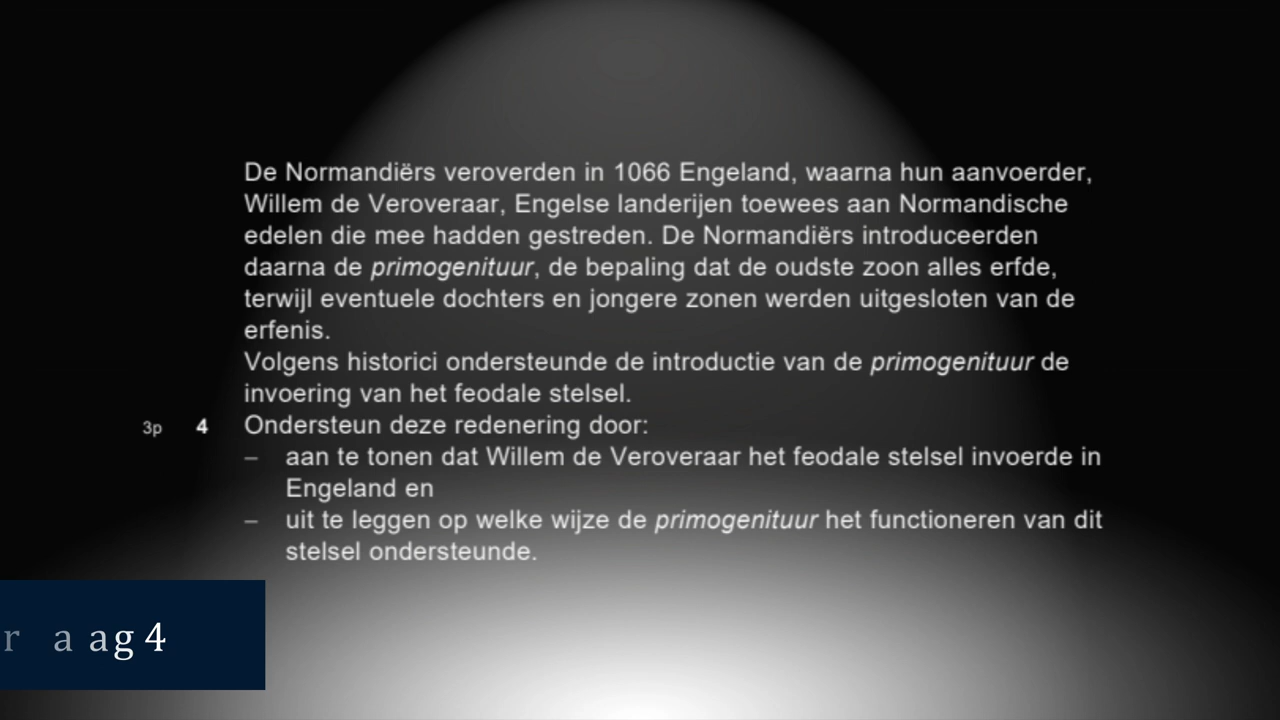 De Normandiërs veroverden in 1066 Engeland, waarna hun aanvoerder,
Willem de Veroveraar, Engelse landerijen toewees aan Normandische
edelen die mee hadden gestreden. De Normandiërs introduceerden
daarna de primogenituur, de bepaling dat de oudste zoon alles erfde,
terwijl eventuele dochters en jongere zonen werden uitgesloten van de
erfenis.
Volgens historici ondersteunde de introductie van de primogenituur de
invoering van het feodale stelsel.
3p 4 Ondersteun deze redenering door:
– aan te tonen dat Willem de Veroveraar het feodale stelsel invoerde in
Engeland en
– uit te leggen op welke wijze de primogenituur het functioneren van dit
stelsel ondersteunde.
r aag 4